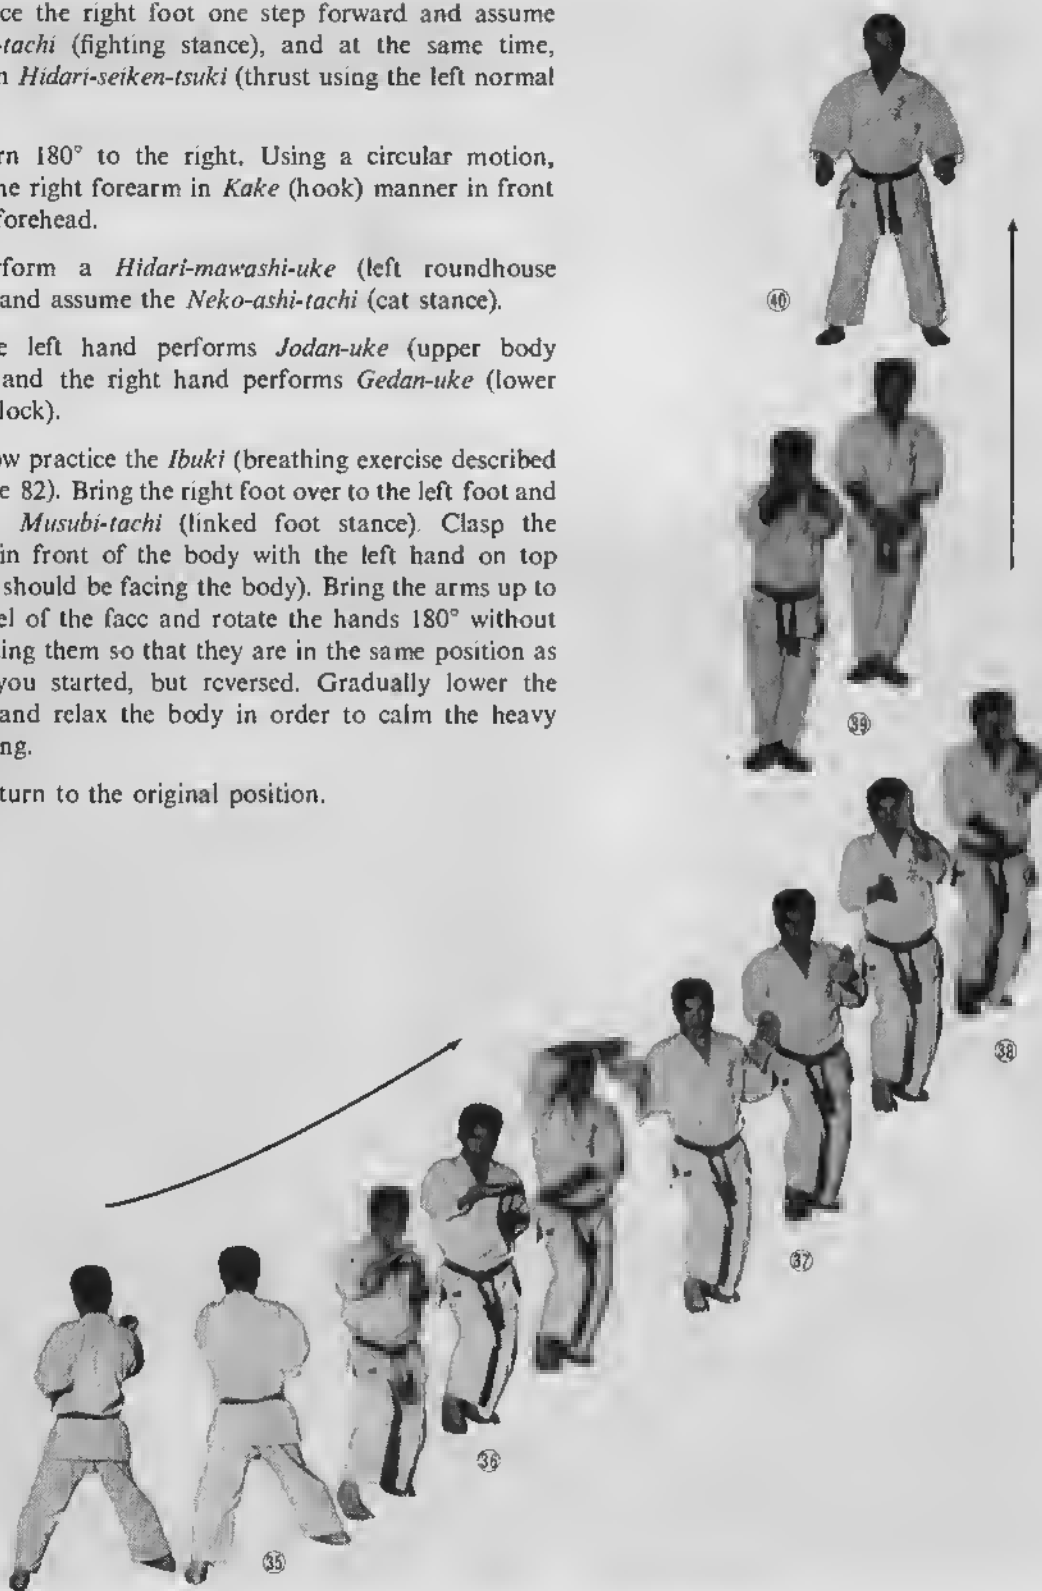 ce the right foot one step forward and assume
-tachi (fighting stance), and at the same time,
n Hidari-seiken-tsuki (thrust using the left normal
rn 180° to the right. Using a circular motion,
he right forearm in Kake (hook) manner in front
forehead.
rform a Hidari-mawashi-uke (left roundhouse
and assume the Neko-ashi-tachi (cat stance).
e left hand performs Jodan-uke (upper body
and the right hand performs Gedan-uke (lower
lock).
ow practice the Ibuki (breathing exercise described
e 82). Bring the right foot over to the left foot and
Musubi-tachi (linked foot stance). Clasp the
in front of the body with the left hand on top
should be facing the body). Bring the arms up to
el of the face and rotate the hands 180° without
ing them so that they are in the same position as
you started, but reversed. Gradually lower the
and relax the body in order to calm the heavy
ng.
turn to the original position.
40
39
38
37
36
35